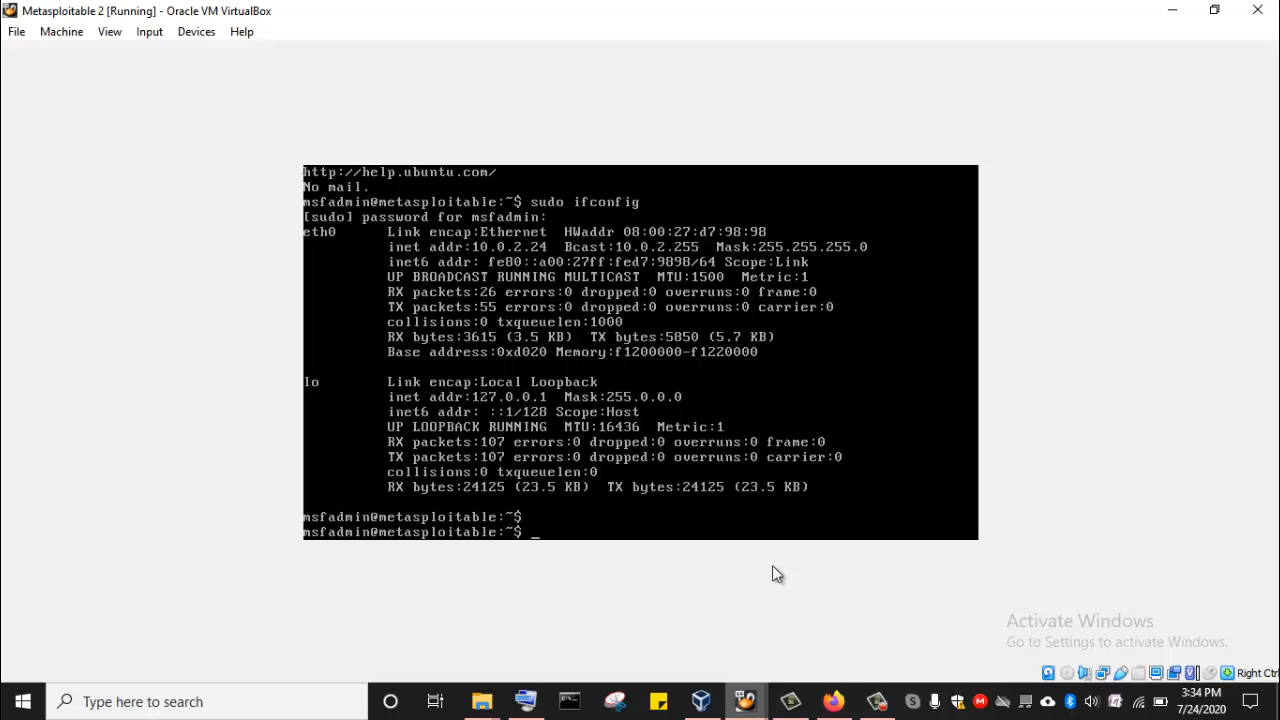 Metasploitable 2 [Running] - Oracle VM VirtualBox
File Machine View Input Devices Help
http://help.ubuntu.com/
No mail.
msfadmin@metasploitable:~$ sudo ifconfig
[sudo] password for msfadmin:
eth0 Link encap:Ethernet HWaddr 08:00:27:d7:98:98
inet addr:10.0.2.24 Bcast:10.0.2.255 Mask:255.255.255.0
inet6 addr: fe80::a00:27ff:fed7:9898/64 Scope:Link
UP BROADCAST RUNNING MULTICAST MTU:1500 Metric:1
RX packets:26 errors:0 dropped:0 overruns:0 frame:0
TX packets:55 errors:0 dropped:0 overruns:0 carrier:0
collisions:0 txqueuelen:1000
RX bytes:3615 (3.5 KB) TX bytes:5850 (5.7 KB)
Base address:0xd020 Memory:f1200000-f1220000
lo Link encap:Local Loopback
inet addr:127.0.0.1 Mask:255.0.0.0
inet6 addr: ::1/128 Scope:Host
UP LOOPBACK RUNNING MTU:16436 Metric:1
RX packets:107 errors:0 dropped:0 overruns:0 frame:0
TX packets:107 errors:0 dropped:0 overruns:0 carrier:0
collisions:0 txqueuelen:0
RX bytes:24125 (23.5 KB) TX bytes:24125 (23.5 KB)
msfadmin@metasploitable:~$
msfadmin@metasploitable:~$ _
Activate Windows
Go to Settings to activate Windows.
Right Ctrl
Type here to search
3:34 PM
7/24/2020